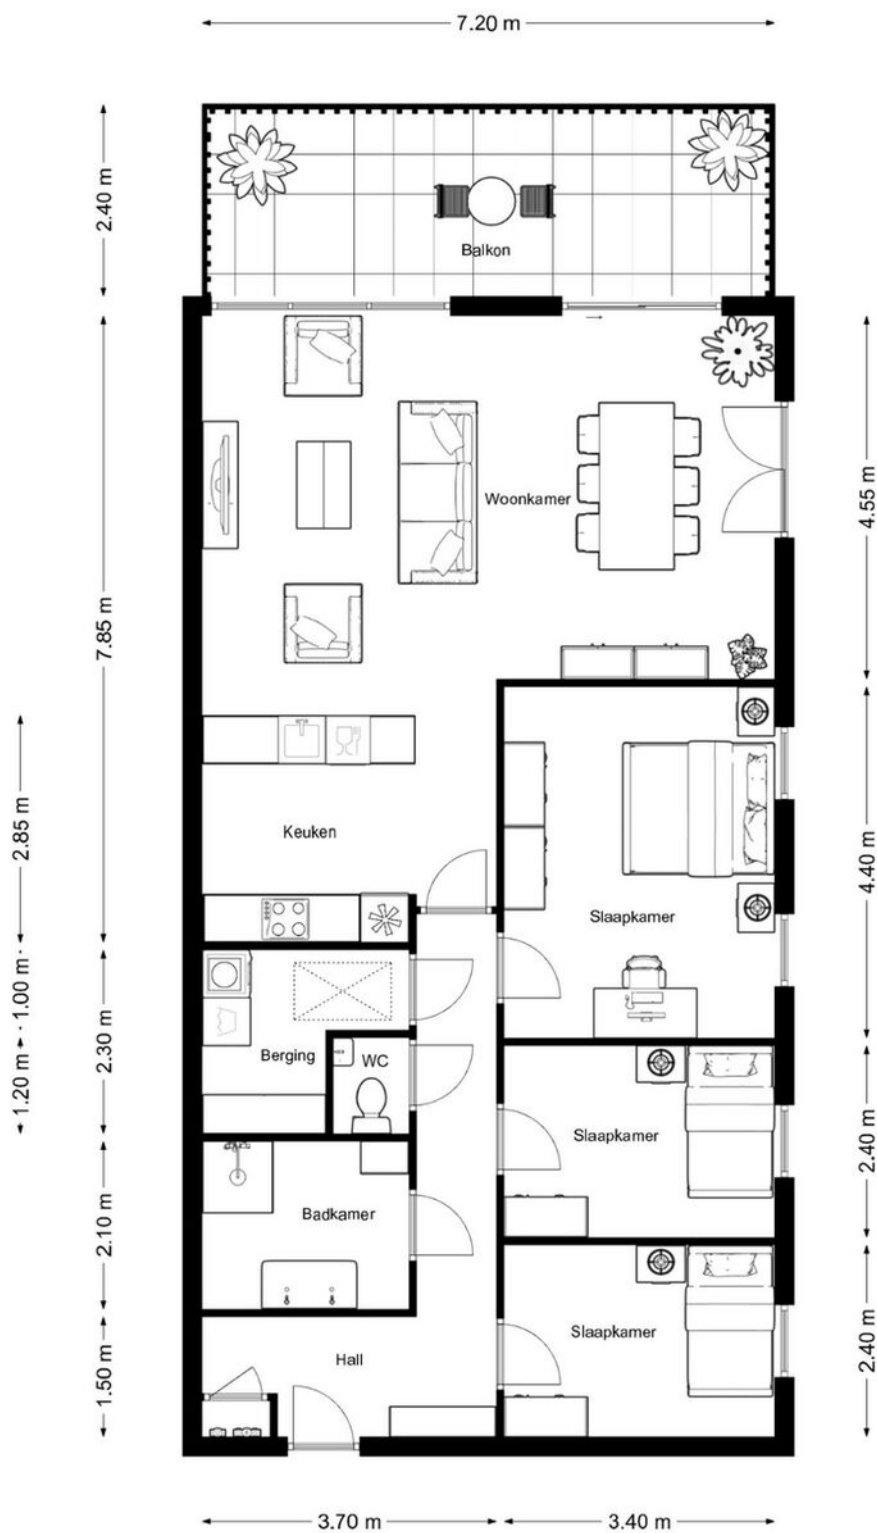 7.20 m
2.40 m
Balkon
4.55 m
Woonkamer
7.85 m
2.85 m
Keuken
4.40 m
Slaapkamer
1.00 m
2.30 m
Berging
WC
1.20 m
Slaapkamer
2.40 m
2.10 m
Badkamer
Slaapkamer
2.40 m
1.50 m
Hall
3.70 m
3.40 m